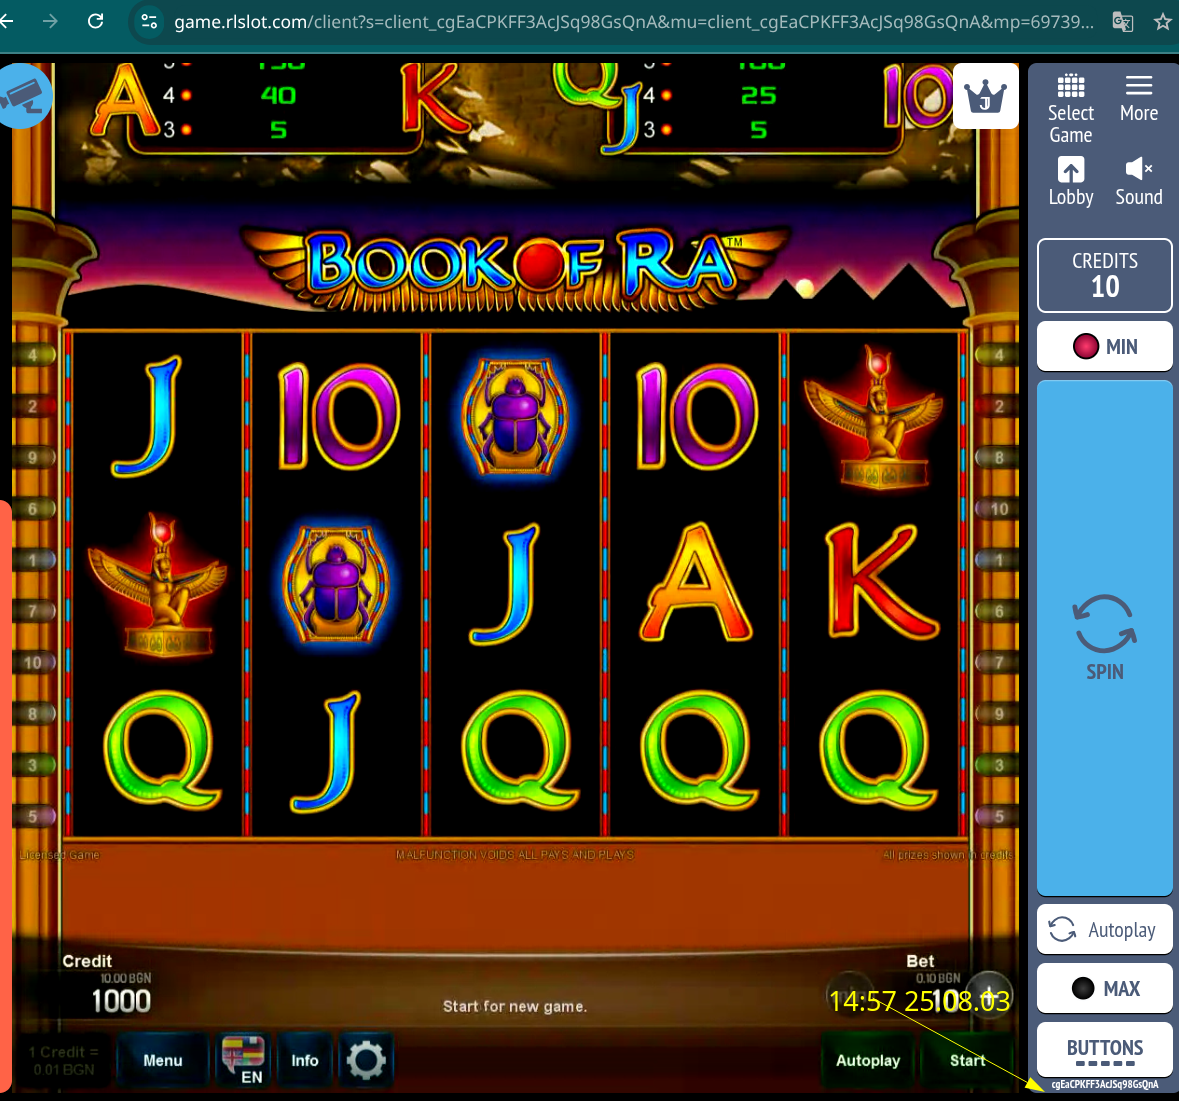 game.rlslot.com/client?s=client_cgEaCPKFF3AcJSq98GsQnA&mu=client_cgEaCPKFF3AcJSq98GsQnA&mp=69739...
A
4 40
3 5
K
Q
J
4 25
3 5
10
J
Select Game
More
Lobby
Sound
BOOK OF RA™
CREDITS
10
MIN
J 10 10
J A K
Q J Q Q Q
4
2
9
6
1
7
10
8
3
5
4
2
8
10
1
6
7
9
3
5
SPIN
Licensed Game
MALFUNCTION VOIDS ALL PAYS AND PLAYS
All prizes shown in credits
Autoplay
Credit
10.00 BGN
1000
Start for new game.
Bet
0.10 BGN
10
+
14:57 25.08.03
MAX
1 Credit =
0.01 BGN
Menu
EN
Info
Autoplay
Start
BUTTONS
cgEaCPKFF3AcJSq98GsQnA